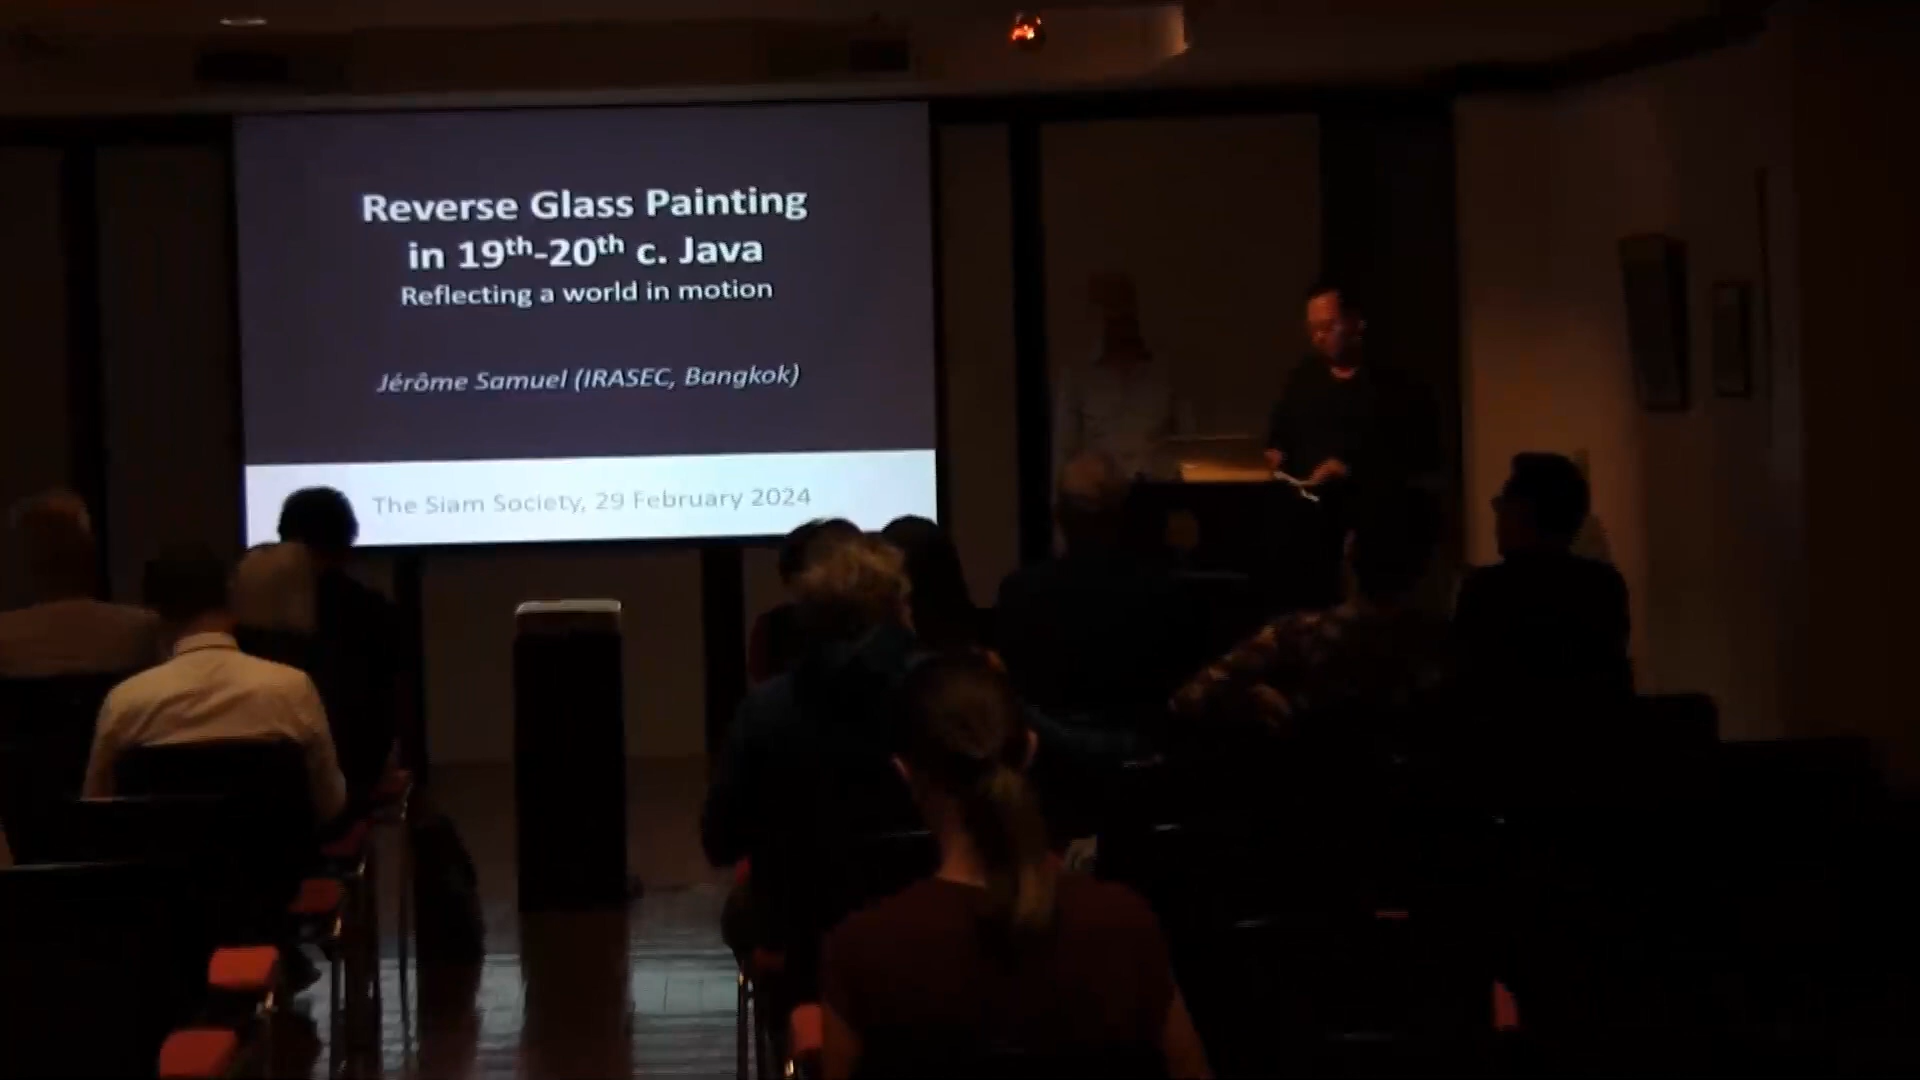 Reverse Glass Painting
in 19th-20th c. Java
Reflecting a world in motion
Jérôme Samuel (IRASEC, Bangkok)
The Siam Society, 29 February 2024